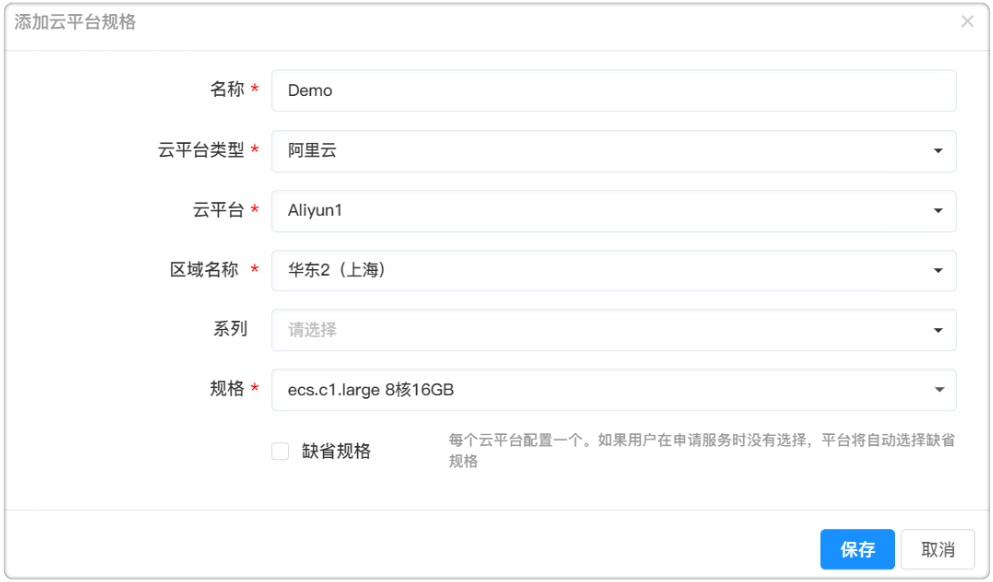 添加云平台规格
名称 *
Demo
云平台类型 *
阿里云
云平台 *
Aliyun1
区域名称 *
华东2（上海）
系列
请选择
规格 *
ecs.c1.large 8核16GB
缺省规格
每个云平台配置一个。如果用户在申请服务时没有选择，平台将自动选择缺省
规格
保存
取消